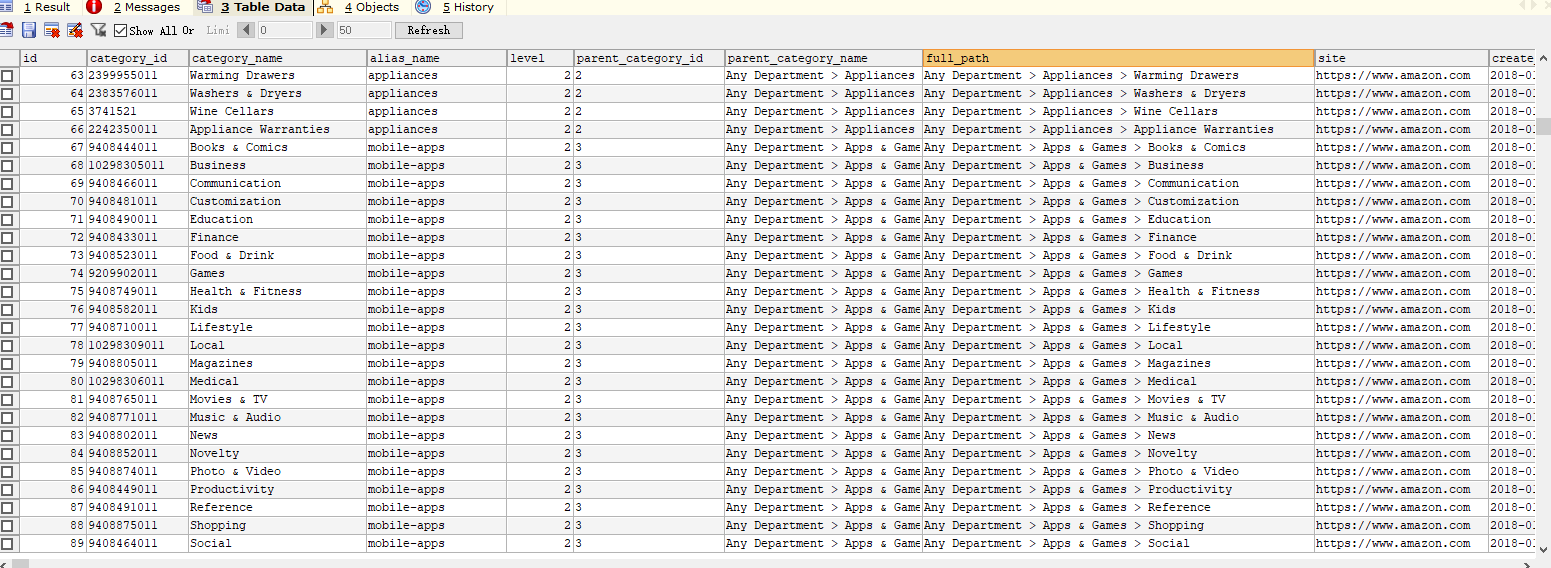 1 Result 2 Messages 3 Table Data 4 Objects 5 History
Show All Or Limi 0 50 Refresh
id category_id category_name alias_name level parent_category_id parent_category_name full_path site create_
63 2399955011 Warming Drawers appliances 2 2 Any Department > Appliances Any Department > Appliances > Warming Drawers https://www.amazon.com 2018-01
64 2383576011 Washers & Dryers appliances 2 2 Any Department > Appliances Any Department > Appliances > Washers & Dryers https://www.amazon.com 2018-01
65 3741521 Wine Cellars appliances 2 2 Any Department > Appliances Any Department > Appliances > Wine Cellars https://www.amazon.com 2018-01
66 2242350011 Appliance Warranties appliances 2 2 Any Department > Appliances Any Department > Appliances > Appliance Warranties https://www.amazon.com 2018-01
67 9408444011 Books & Comics mobile-apps 2 3 Any Department > Apps & Game Any Department > Apps & Games > Books & Comics https://www.amazon.com 2018-01
68 10298305011 Business mobile-apps 2 3 Any Department > Apps & Game Any Department > Apps & Games > Business https://www.amazon.com 2018-01
69 9408466011 Communication mobile-apps 2 3 Any Department > Apps & Game Any Department > Apps & Games > Communication https://www.amazon.com 2018-01
70 9408481011 Customization mobile-apps 2 3 Any Department > Apps & Game Any Department > Apps & Games > Customization https://www.amazon.com 2018-01
71 9408490011 Education mobile-apps 2 3 Any Department > Apps & Game Any Department > Apps & Games > Education https://www.amazon.com 2018-01
72 9408433011 Finance mobile-apps 2 3 Any Department > Apps & Game Any Department > Apps & Games > Finance https://www.amazon.com 2018-01
73 9408523011 Food & Drink mobile-apps 2 3 Any Department > Apps & Game Any Department > Apps & Games > Food & Drink https://www.amazon.com 2018-01
74 9209902011 Games mobile-apps 2 3 Any Department > Apps & Game Any Department > Apps & Games > Games https://www.amazon.com 2018-01
75 9408749011 Health & Fitness mobile-apps 2 3 Any Department > Apps & Game Any Department > Apps & Games > Health & Fitness https://www.amazon.com 2018-01
76 9408582011 Kids mobile-apps 2 3 Any Department > Apps & Game Any Department > Apps & Games > Kids https://www.amazon.com 2018-01
77 9408710011 Lifestyle mobile-apps 2 3 Any Department > Apps & Game Any Department > Apps & Games > Lifestyle https://www.amazon.com 2018-01
78 10298309011 Local mobile-apps 2 3 Any Department > Apps & Game Any Department > Apps & Games > Local https://www.amazon.com 2018-01
79 9408805011 Magazines mobile-apps 2 3 Any Department > Apps & Game Any Department > Apps & Games > Magazines https://www.amazon.com 2018-01
80 10298306011 Medical mobile-apps 2 3 Any Department > Apps & Game Any Department > Apps & Games > Medical https://www.amazon.com 2018-01
81 9408765011 Movies & TV mobile-apps 2 3 Any Department > Apps & Game Any Department > Apps & Games > Movies & TV https://www.amazon.com 2018-01
82 9408771011 Music & Audio mobile-apps 2 3 Any Department > Apps & Game Any Department > Apps & Games > Music & Audio https://www.amazon.com 2018-01
83 9408802011 News mobile-apps 2 3 Any Department > Apps & Game Any Department > Apps & Games > News https://www.amazon.com 2018-01
84 9408852011 Novelty mobile-apps 2 3 Any Department > Apps & Game Any Department > Apps & Games > Novelty https://www.amazon.com 2018-01
85 9408874011 Photo & Video mobile-apps 2 3 Any Department > Apps & Game Any Department > Apps & Games > Photo & Video https://www.amazon.com 2018-01
86 9408449011 Productivity mobile-apps 2 3 Any Department > Apps & Game Any Department > Apps & Games > Productivity https://www.amazon.com 2018-01
87 9408491011 Reference mobile-apps 2 3 Any Department > Apps & Game Any Department > Apps & Games > Reference https://www.amazon.com 2018-01
88 9408875011 Shopping mobile-apps 2 3 Any Department > Apps & Game Any Department > Apps & Games > Shopping https://www.amazon.com 2018-01
89 9408464011 Social mobile-apps 2 3 Any Department > Apps & Game Any Department > Apps & Games > Social https://www.amazon.com 2018-01